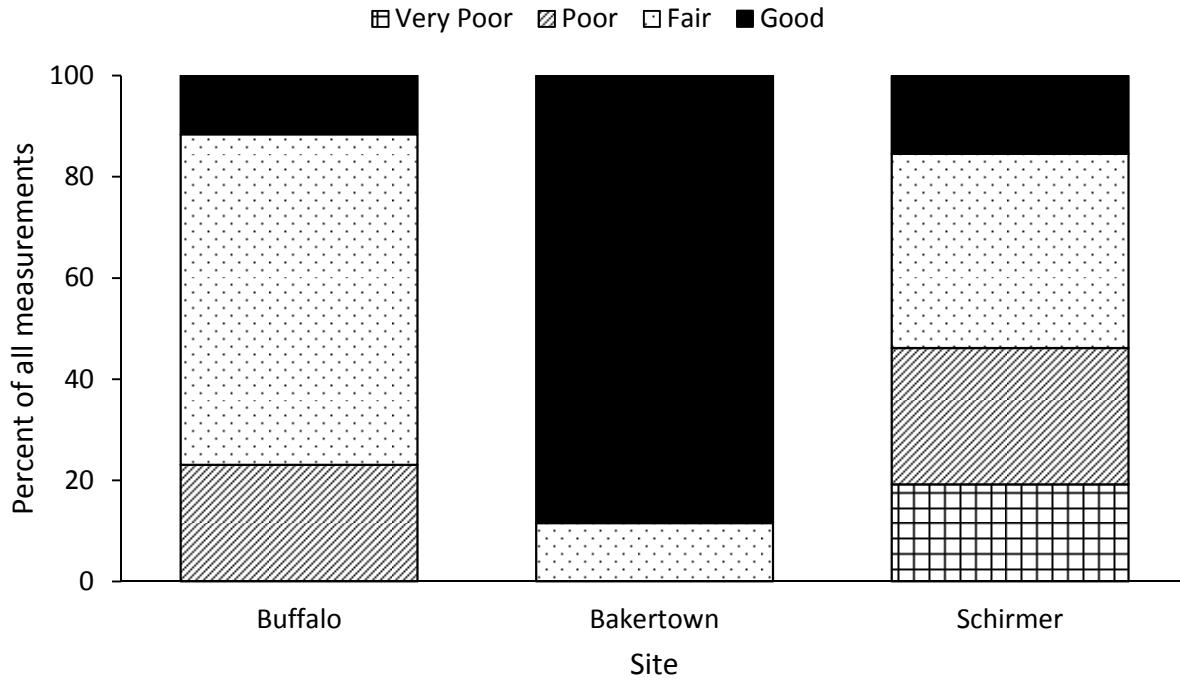 Very Poor Poor Fair Good
100
80
60
40
20
0
Percent of all measurements
Buffalo Bakertown Schirmer
Site